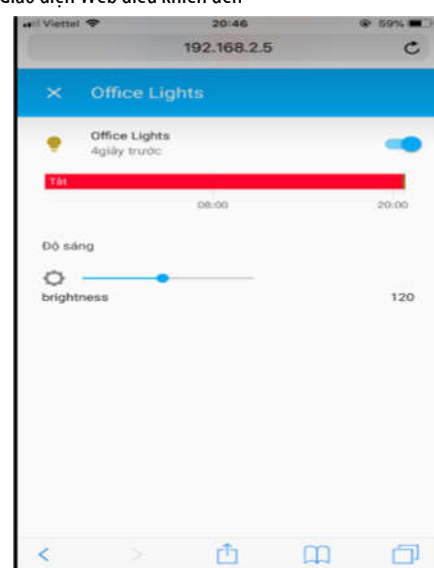 Giao diện Web điều khiển đèn
Viettel 20:46 59%
192.168.2.5
Office Lights
Office Lights
4giây trước
Tắt
08:00 20:00
Độ sáng
brightness 120